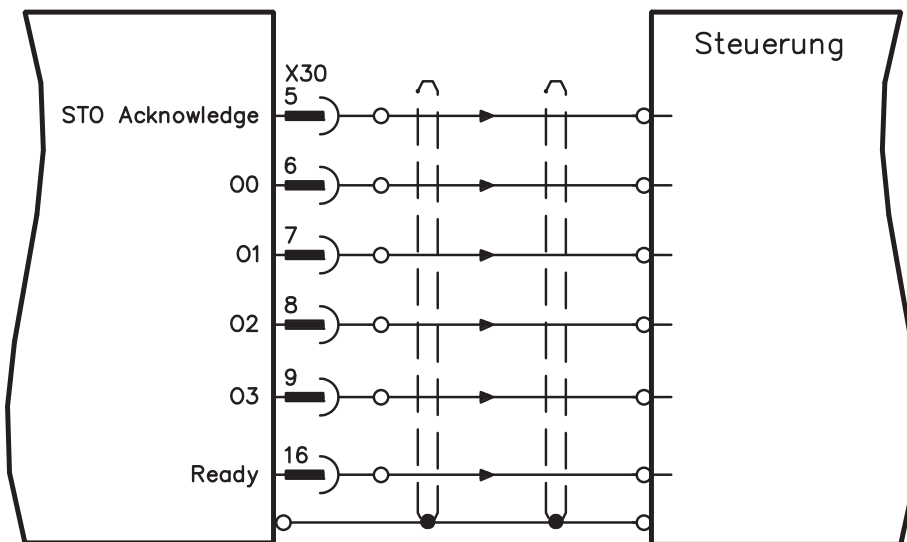 Steuerung
X30
STO Acknowledge 5
O0 6
O1 7
O2 8
O3 9
Ready 16